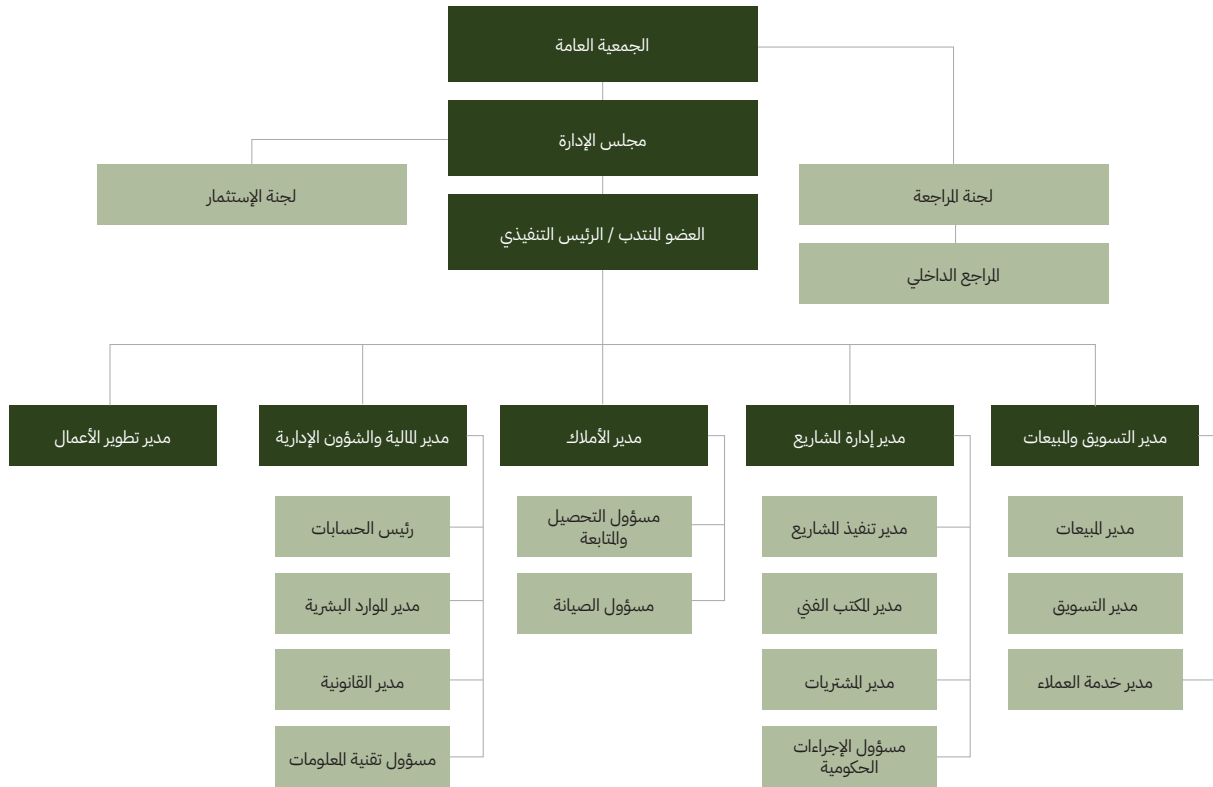 الجمعية العامة
مجلس الإدارة
لجنة المراجعة
لجنة الإستثمار
العضو المنتدب / الرئيس التنفيذي
المراجع الداخلي
مدير التسويق والمبيعات
مدير إدارة المشاريع
مدير الأملاك
مدير المالية والشؤون الإدارية
مدير تطوير الأعمال
مدير المبيعات
مدير التسويق
مدير خدمة العملاء
مدير تنفيذ المشاريع
مدير المكتب الفني
مدير المشتريات
مسؤول الإجراءات
الحكومية
مسؤول التحصيل
والمتابعة
مسؤول الصيانة
رئيس الحسابات
مدير الموارد البشرية
مدير القانونية
مسؤول تقنية المعلومات